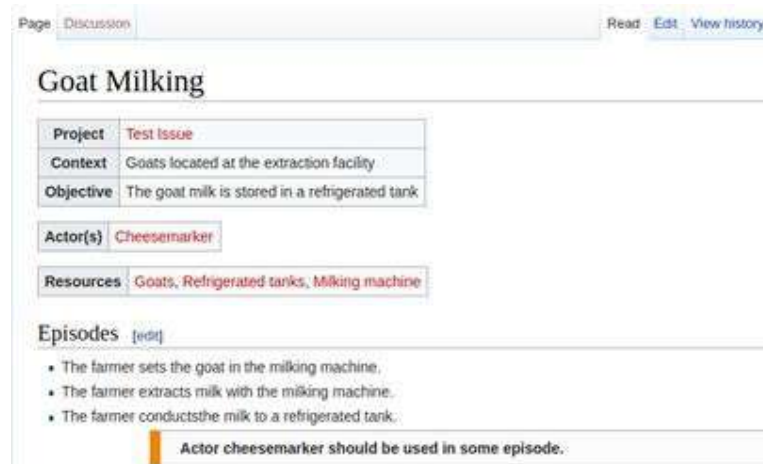 Page Discussion Read Edit View history
Goat Milking
Project Test Issue
Context Goats located at the extraction facility
Objective The goat milk is stored in a refrigerated tank
Actor(s) Cheesemarker
Resources Goats, Refrigerated tanks, Milking machine
Episodes [edit]
• The farmer sets the goat in the milking machine.
• The farmer extracts milk with the milking machine.
• The farmer conductsthe milk to a refrigerated tank.
Actor cheesemarker should be used in some episode.